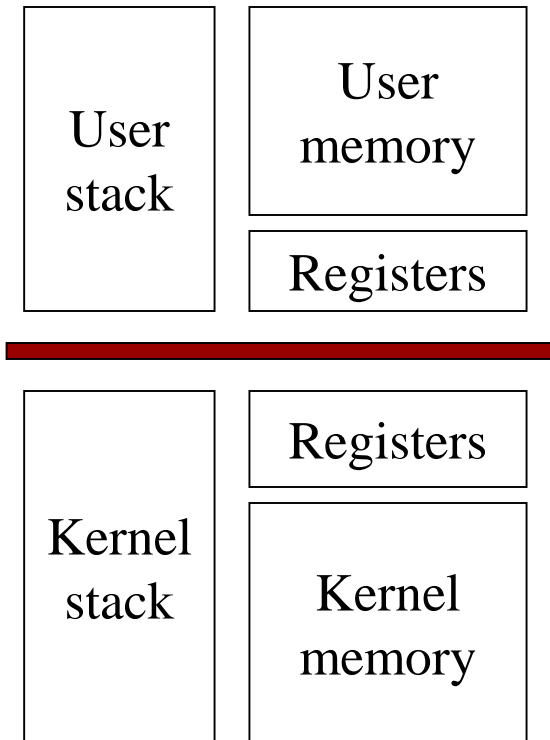 User
stack
User
memory
Registers
Kernel
stack
Registers
Kernel
memory